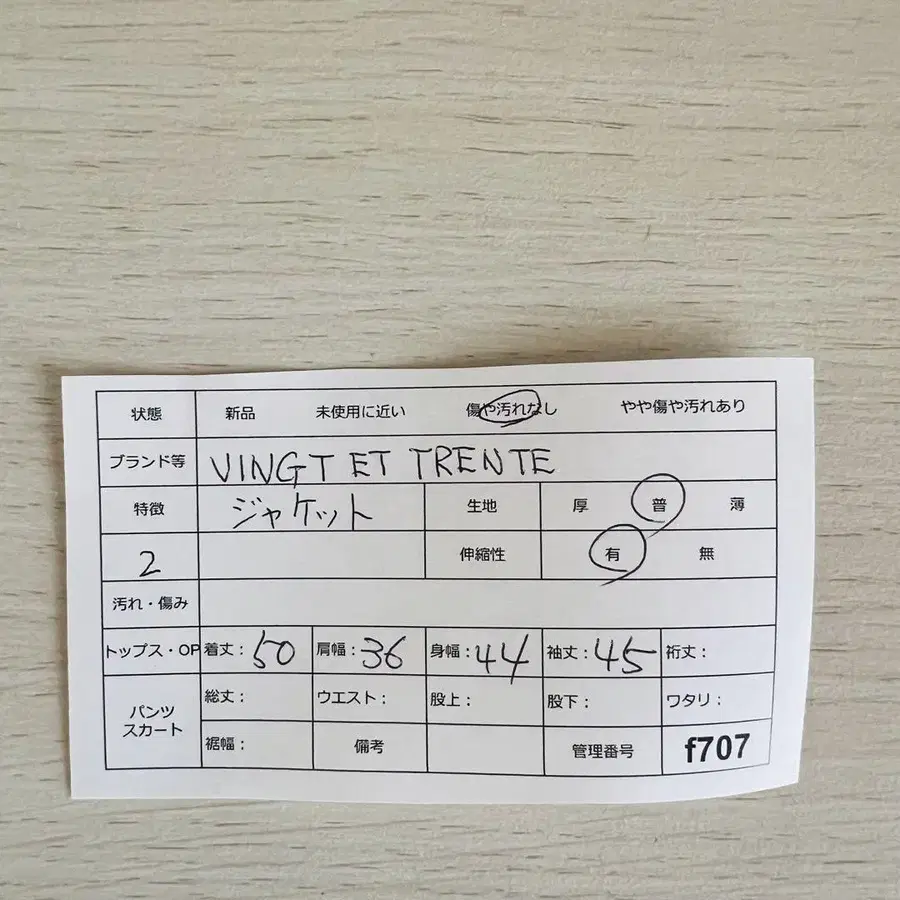 状態 新品 未使用に近い 傷や汚れなし やや傷や汚れあり
ブランド等 VINGT ET TRENTE
特徴 ジャケット 生地 厚 普 薄
2 伸縮性 有 無
汚れ・傷み
トップス・OP 着丈：50 肩幅：36 身幅：44 袖丈：45 裄丈：
パンツ スカート 総丈： ウエスト： 股上： 股下： ワタリ：
裾幅： 備考 管理番号 f707